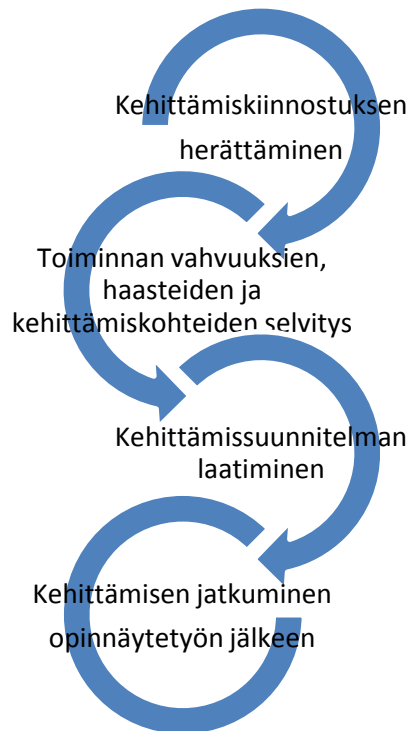 Kehittämiskiinnostuksen
herättäminen
Toiminnan vahvuuksien,
haasteiden ja
kehittämiskohteiden selvitys
Kehittämissuunnitelman
laatiminen
Kehittämisen jatkuminen
opinnäytetyön jälkeen